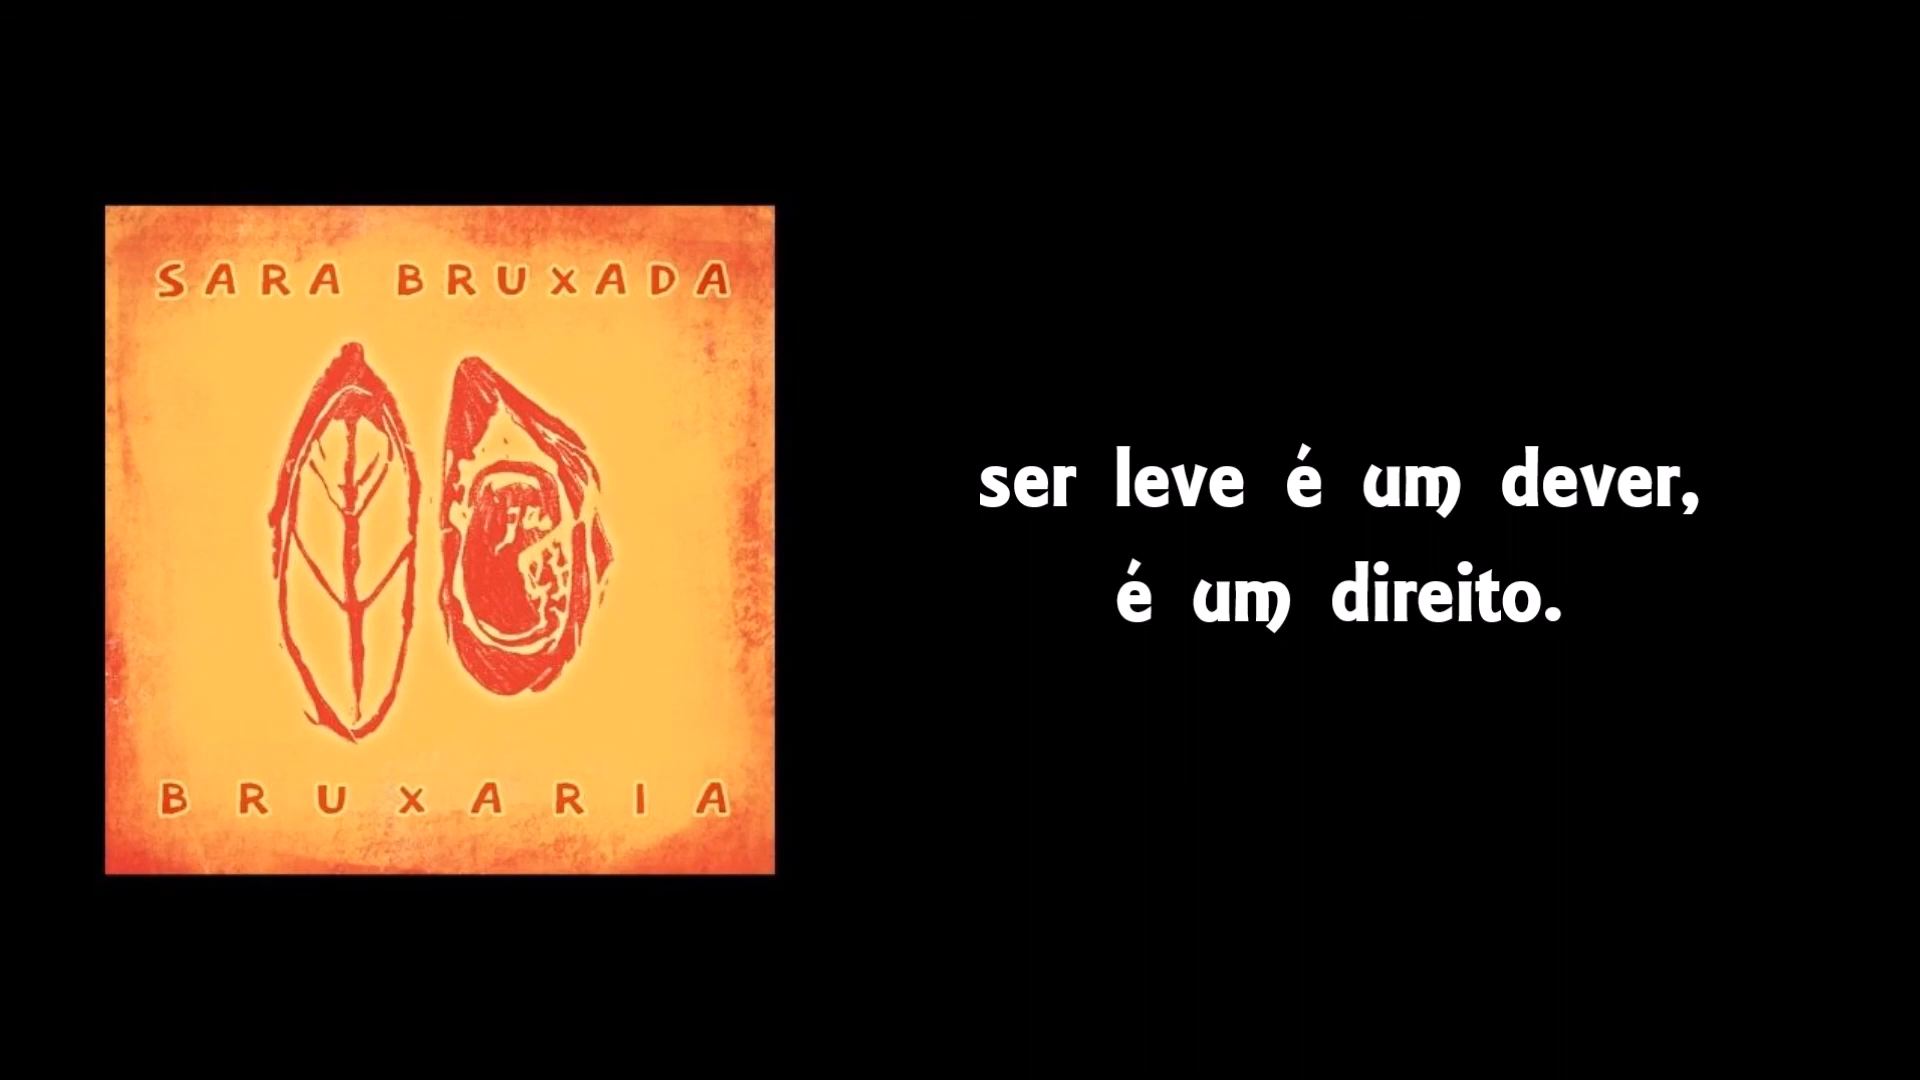 SARA BRUXADA
BRUXARIA
ser leve é um dever,
é um direito.